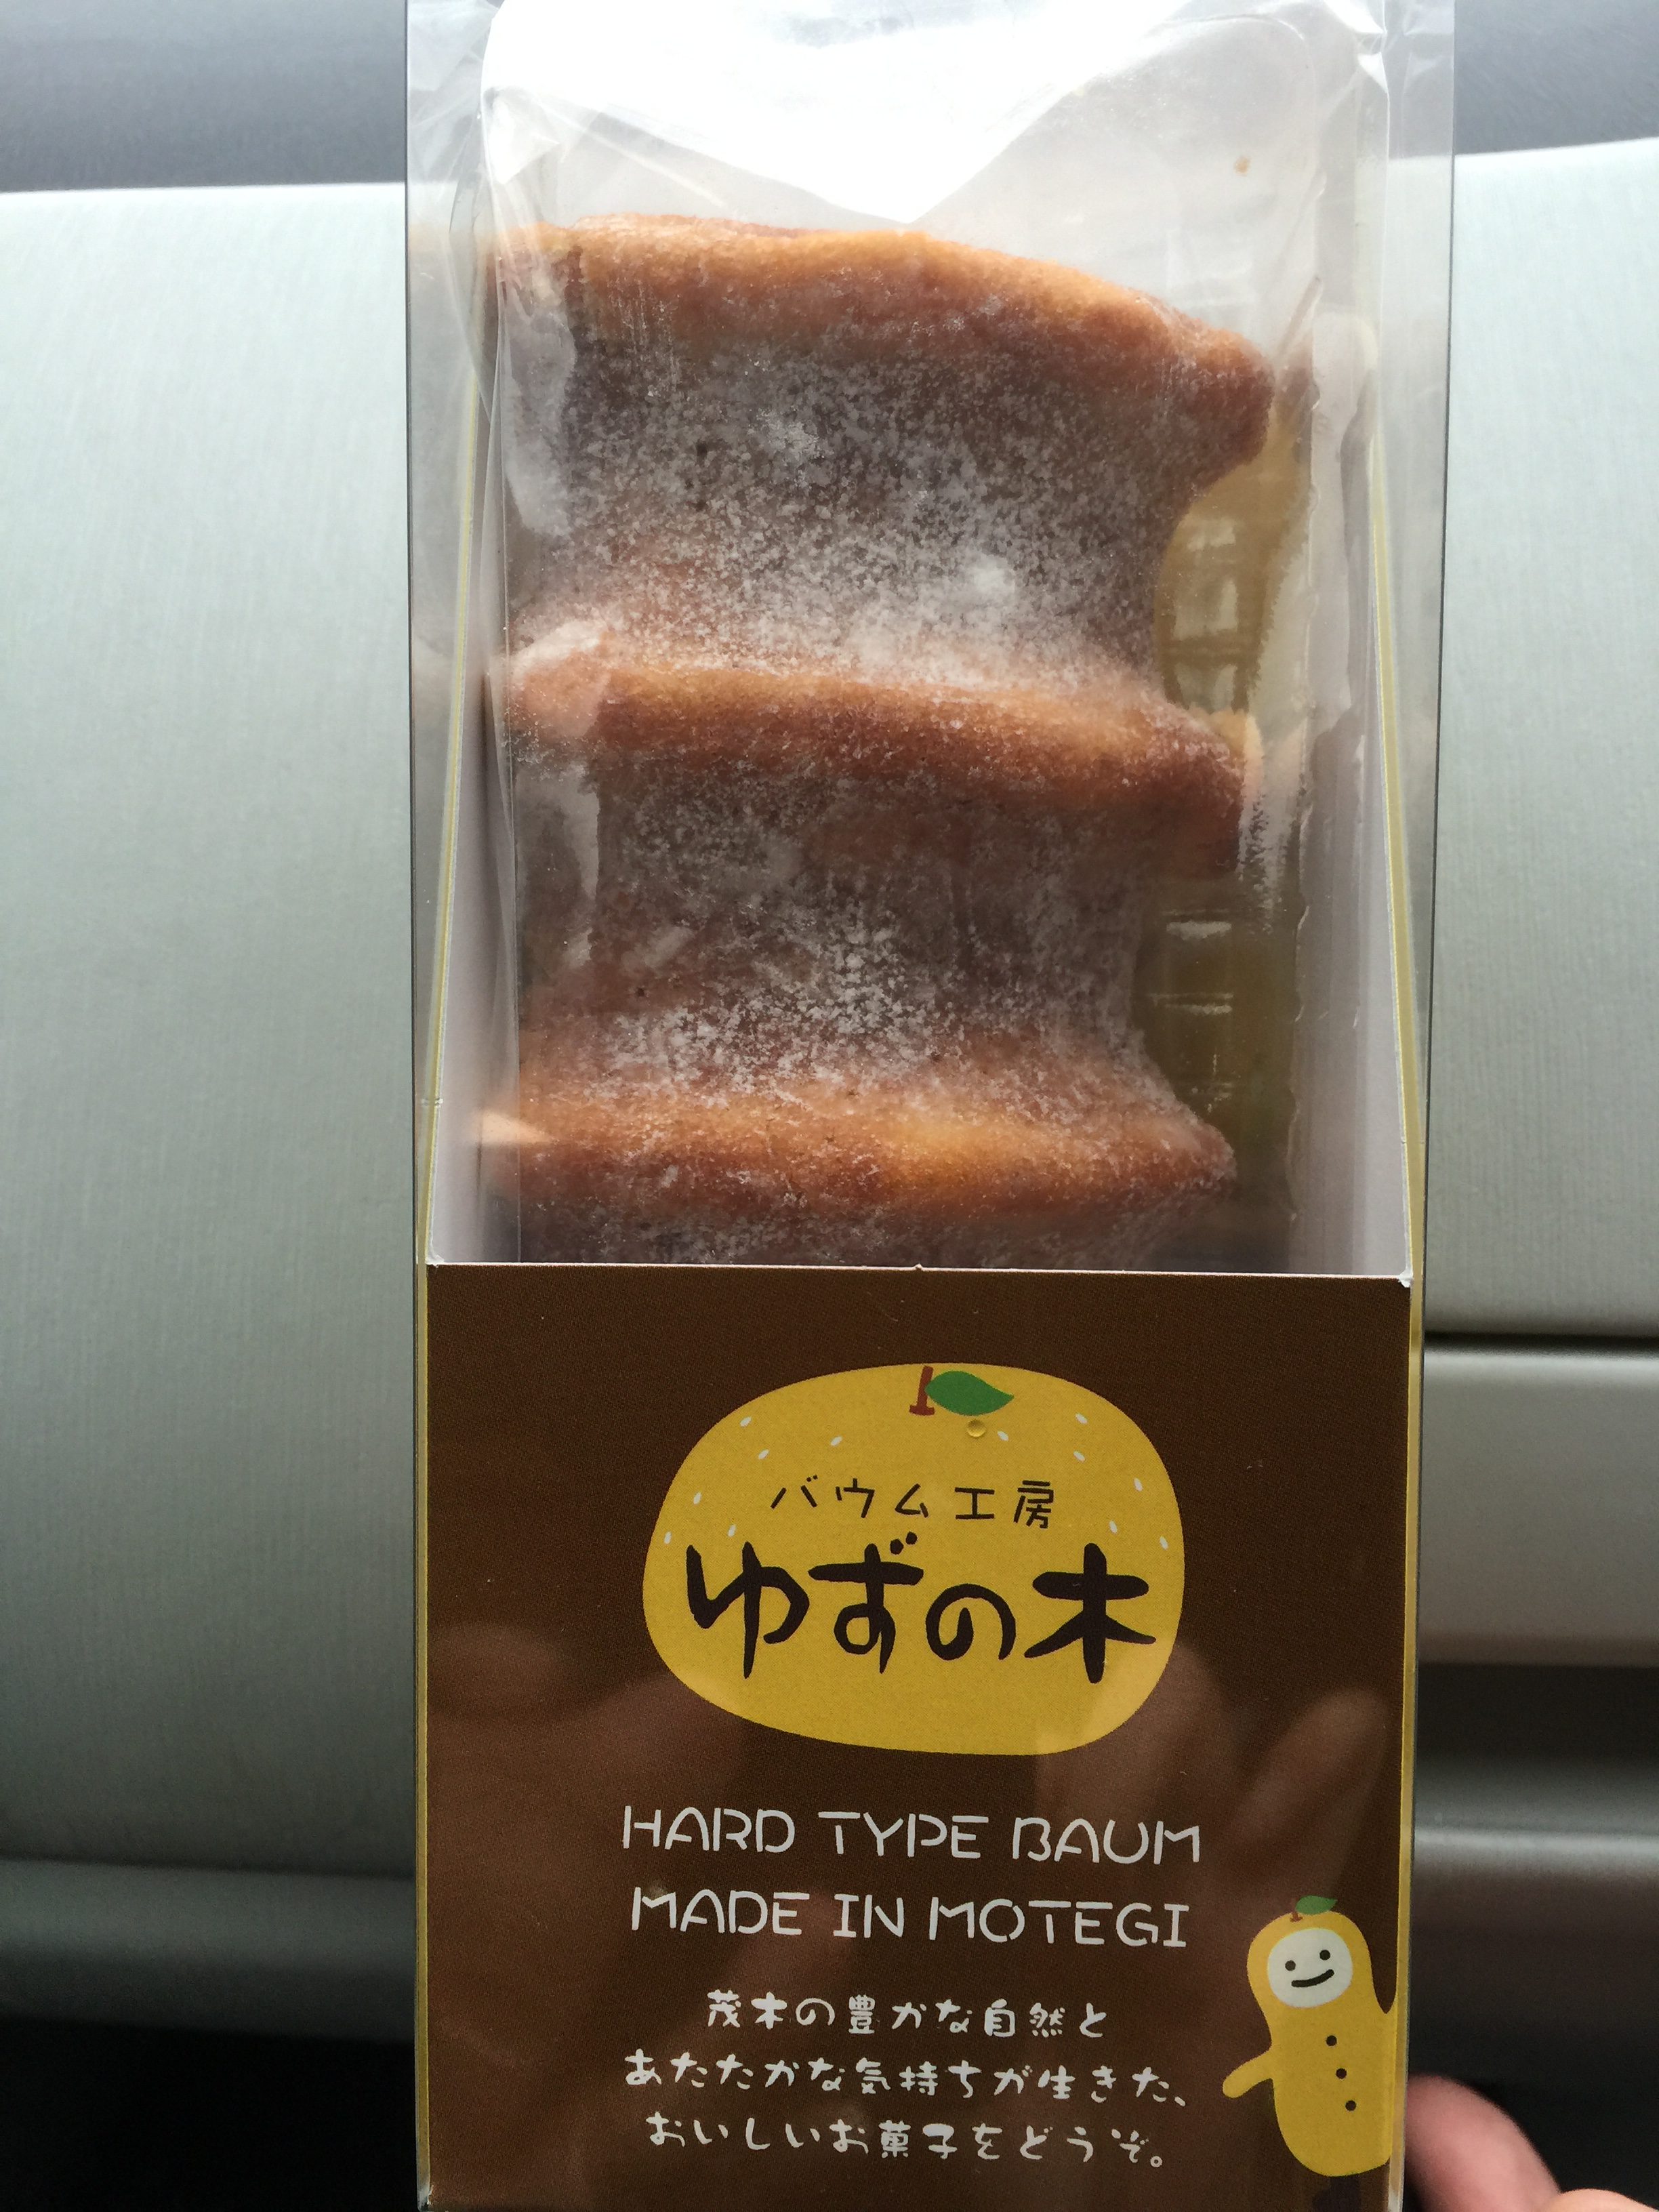 バウム工房
ゆずの木
HARD TYPE BAUM
MADE IN MOTEGI
茂木の豊かな自然と
あたたかな気持ちが生きた、
おいしいお菓子をどうぞ。